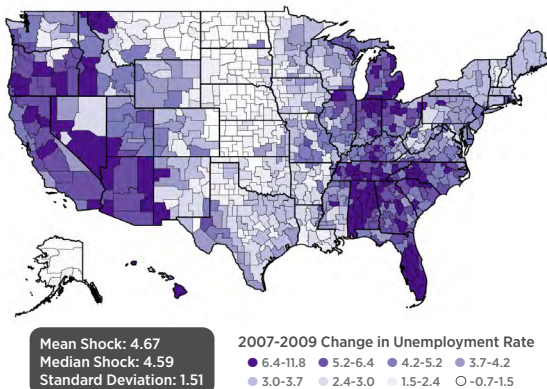 Mean Shock: 4.67
Median Shock: 4.59
Standard Deviation: 1.51
2007-2009 Change in Unemployment Rate
6.4-11.8 5.2-6.4 4.2-5.2 3.7-4.2
3.0-3.7 2.4-3.0 1.5-2.4 -0.7-1.5